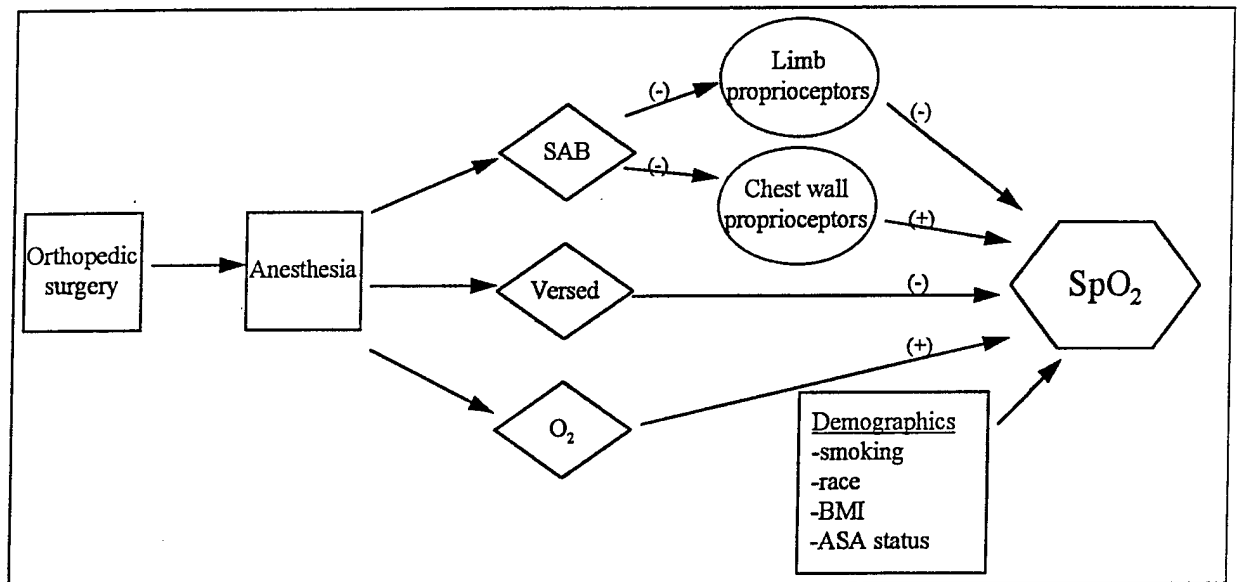 Orthopedic
surgery
Anesthesia
SAB
(-)
(-)
Limb
proprioceptors
(-)
Chest wall
proprioceptors
(+)
Versed
(-)
SpO₂
O₂
(+)
Demographics
-smoking
-race
-BMI
-ASA status